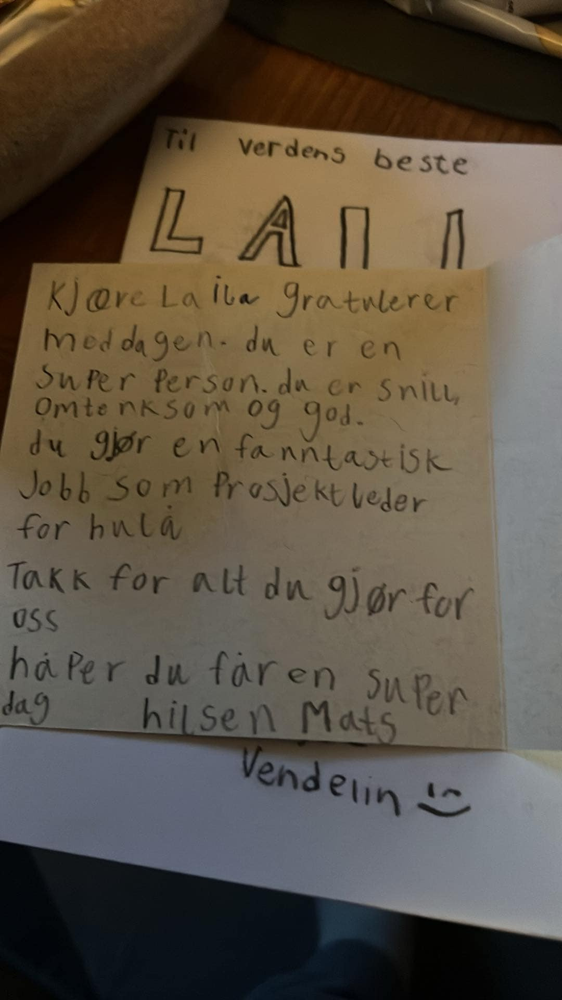 Til verdens beste
LAI
Kjære Laila gratulerer
meddagen. du er en
super Person. du er snill,
omtenksom og god.
du gjør en fanntastisk
Jobb som Prosjektleder
for hulå
Takk for alt du gjør for
oss
håper du får en super
dag hilsen Mats
Vendelin